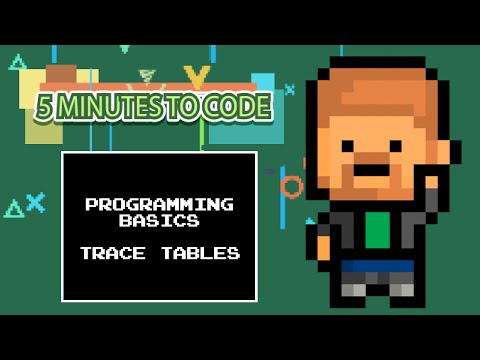 5 MINUTES TO CODE
PROGRAMMING
BASICS
TRACE TABLES